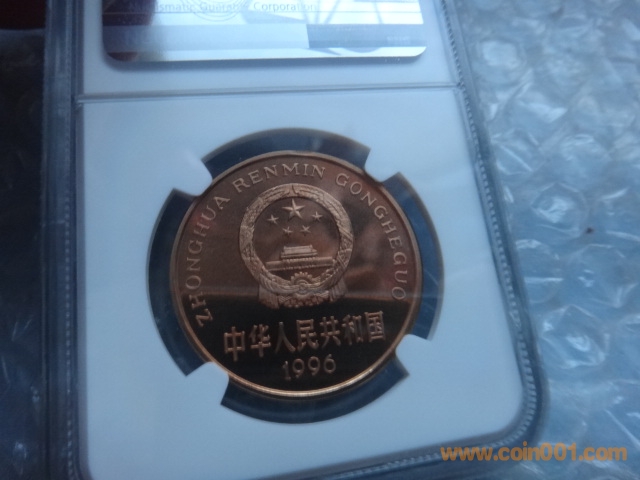 Numismatic Guaranty Corporation
ZHONGHUA RENMIN GONGHEGUO
中华人民共和国
1996
www.coin001.com